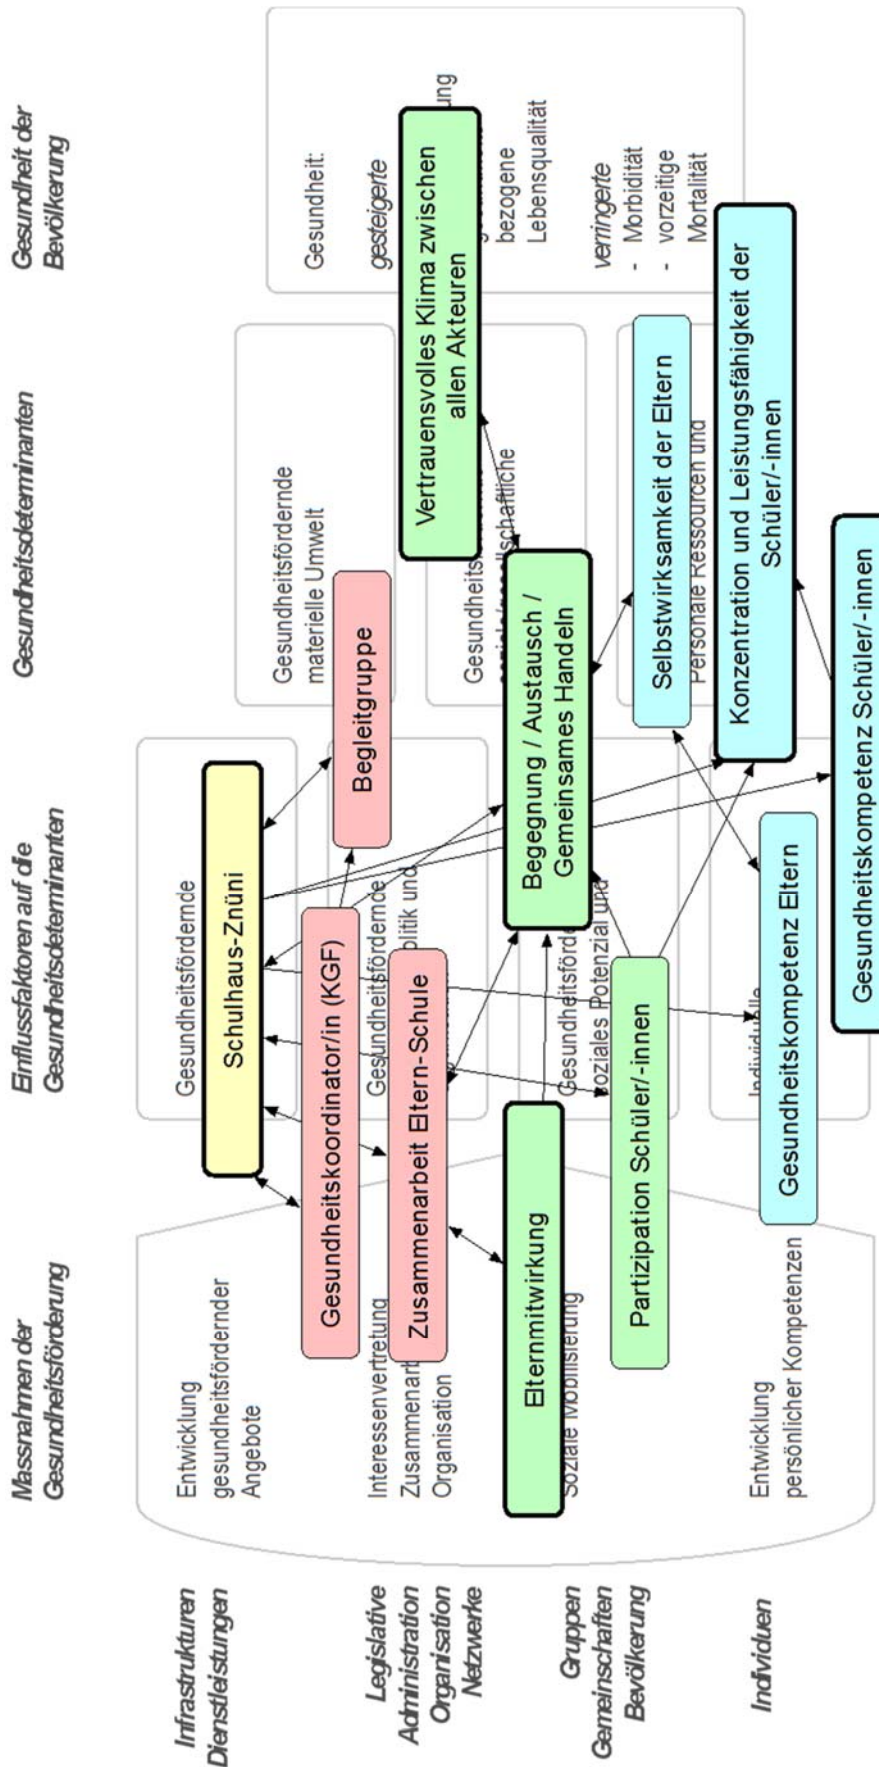 Massnahmen der
Gesundheitsförderung
Einflussfaktoren auf die
Gesundheitsdeterminanten
Gesundheitsdeterminanten
Gesundheit der
Bevölkerung
Infrastrukturen
Dienstleistungen
Entwicklung
gesundheitsfördernder
Angebote
Gesundheitsfördernde
Schulhaus-Znüni
Gesundheitsfördernde
materielle Umwelt
Gesundheit:
gesteigerte
bezogene
Lebensqualität
verringerte
- Morbidität
- vorzeitige
Mortalität
Legislative
Administration
Organisation
Netzwerke
Interessenvertretung
Organisation
Gesundheitskoordinator/in (KGF)
Gesundheitsfördernde
und
Zusammenarbeit Eltern-Schule
Begleitgruppe
Vertrauensvolles Klima zwischen
allen Akteuren
Gruppen
Gemeinschaften
Bevölkerung
Elternmitwirkung
Soziale Mobilisierung
Begegnung / Austausch /
Gemeinsames Handeln
soziales Potenzial und
Partizipation Schüler/-innen
Selbstwirksamkeit der Eltern
Personale Ressourcen und
Individuen
Entwicklung
persönlicher Kompetenzen
Individuelle
Gesundheitskompetenz Eltern
Konzentration und Leistungsfähigkeit der
Schüler/-innen
Gesundheitskompetenz Schüler/-innen